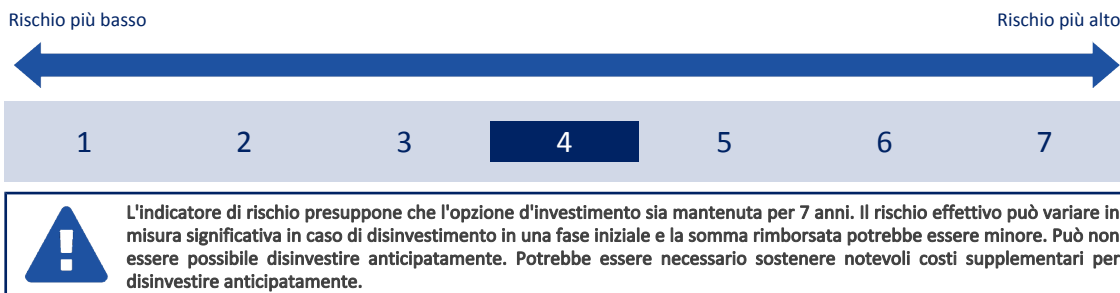 Rischio più basso Rischio più alto
1 2 3 4 5 6 7
L'indicatore di rischio presuppone che l'opzione d'investimento sia mantenuta per 7 anni. Il rischio effettivo può variare in
misura significativa in caso di disinvestimento in una fase iniziale e la somma rimborsata potrebbe essere minore. Può non
essere possibile disinvestire anticipatamente. Potrebbe essere necessario sostenere notevoli costi supplementari per
disinvestire anticipatamente.